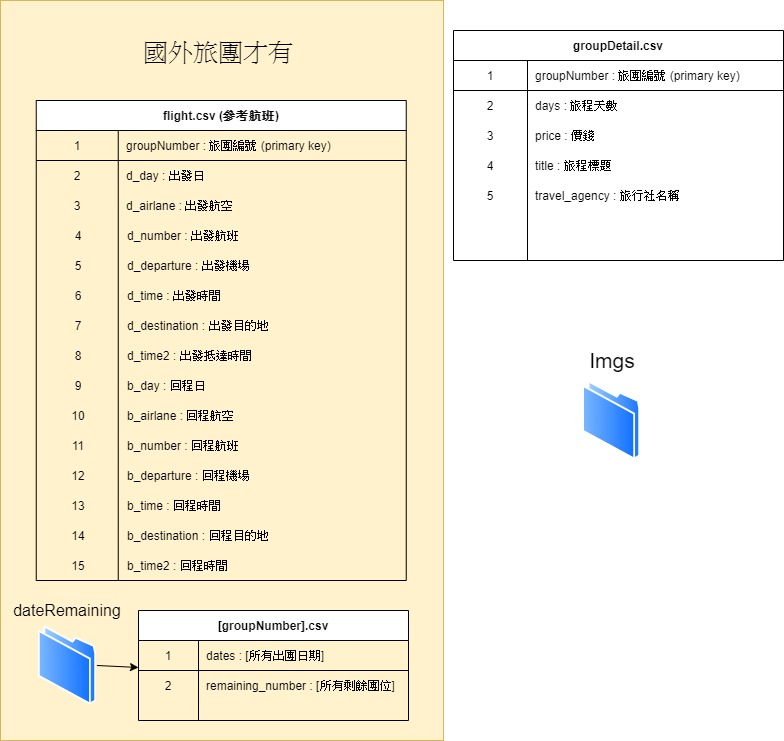 國外旅團才有
flight.csv (參考航班)
1 groupNumber : 旅團編號 (primary key)
2 d_day : 出發日
3 d_airlane : 出發航空
4 d_number : 出發航班
5 d_departure : 出發機場
6 d_time : 出發時間
7 d_destination : 出發目的地
8 d_time2 : 出發抵達時間
9 b_day : 回程日
10 b_airlane : 回程航空
11 b_number : 回程航班
12 b_departure : 回程機場
13 b_time : 回程時間
14 b_destination : 回程目的地
15 b_time2 : 回程時間
dateRemaining
[groupNumber].csv
1 dates : [所有出團日期]
2 remaining_number : [所有剩餘團位]
groupDetail.csv
1 groupNumber : 旅團編號 (primary key)
2 days : 旅程天數
3 price : 價錢
4 title : 旅程標題
5 travel_agency : 旅行社名稱
Imgs